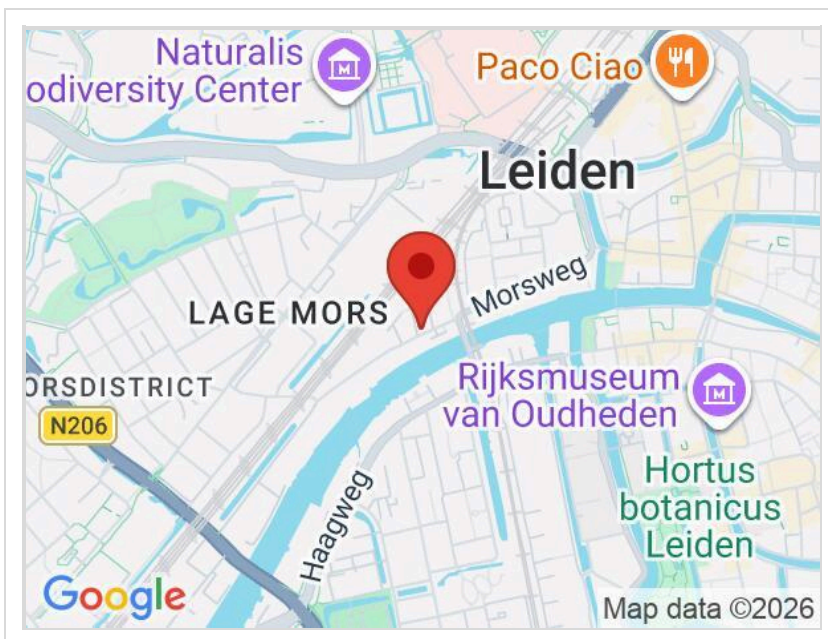 Naturalis
odiversity Center
Paco Ciao
Leiden
Morsweg
LAGE MORS
ORSDISTRICT
N206
Rijksmuseum
van Oudheden
Haagweg
Hortus
botanicus
Leiden
Google
Map data ©2026